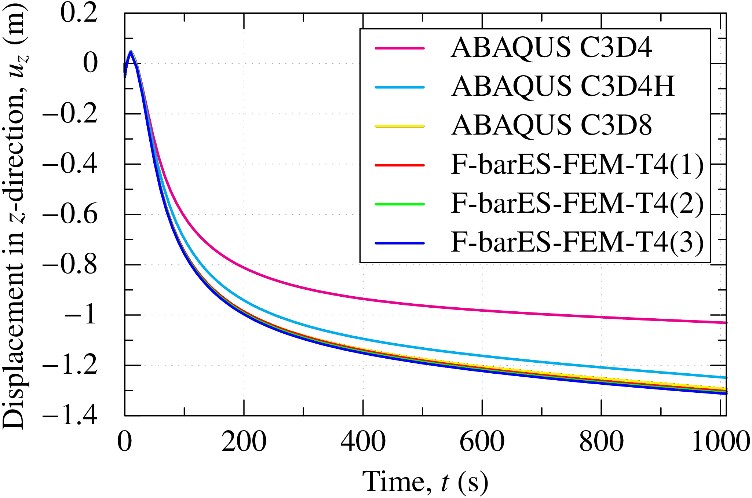 Displacement in z-direction, uz (m)
0.2
0
−0.2
−0.4
−0.6
−0.8
−1
−1.2
−1.4
ABAQUS C3D4
ABAQUS C3D4H
ABAQUS C3D8
F-barES-FEM-T4(1)
F-barES-FEM-T4(2)
F-barES-FEM-T4(3)
0 200 400 600 800 1000
Time, t (s)